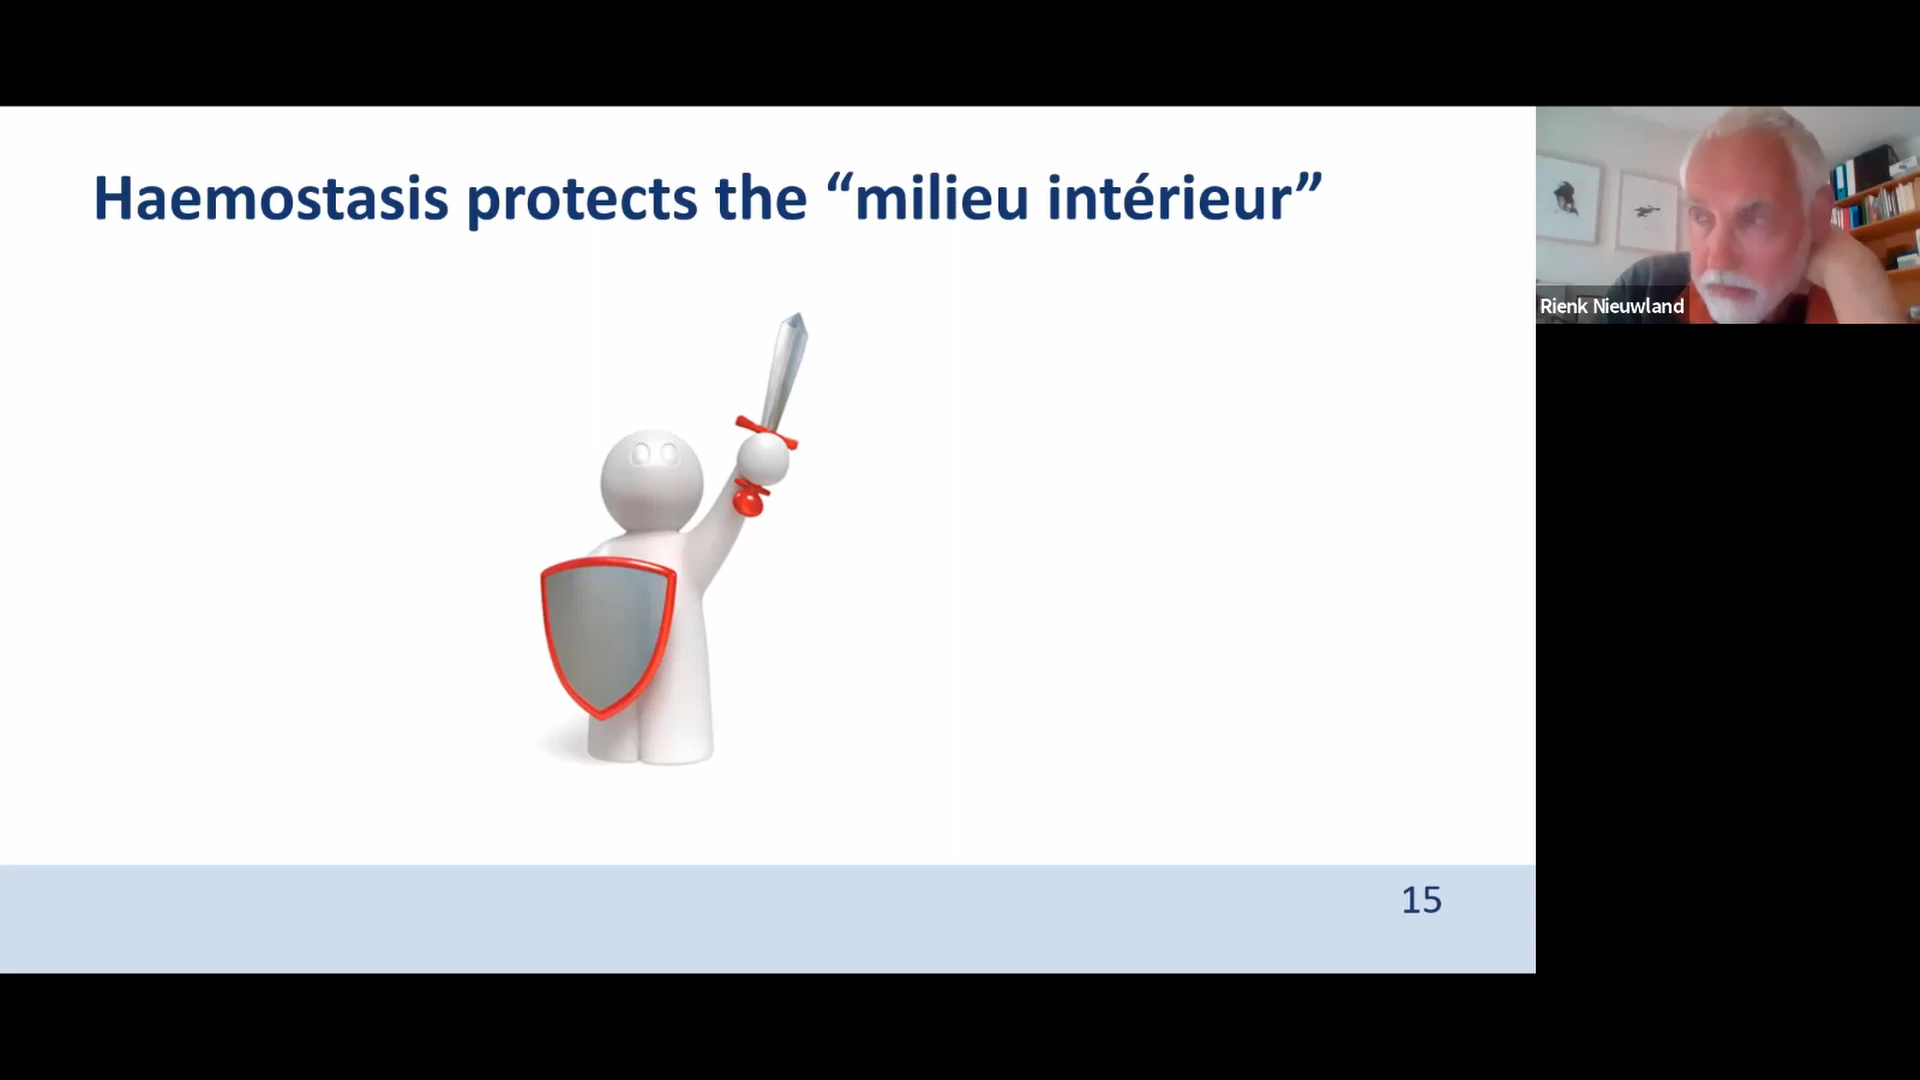 Haemostasis protects the “milieu intérieur”
Rienk Nieuwland
15